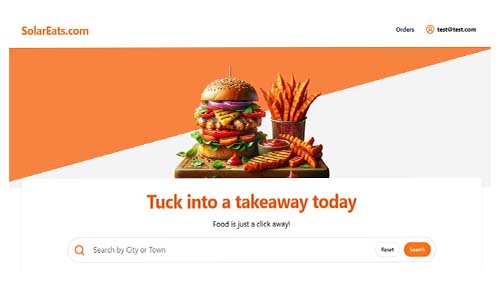 SolarEats.com
Orders
test@test.com
Tuck into a takeaway today
Food is just a click away!
Search by City or Town
Reset
Search